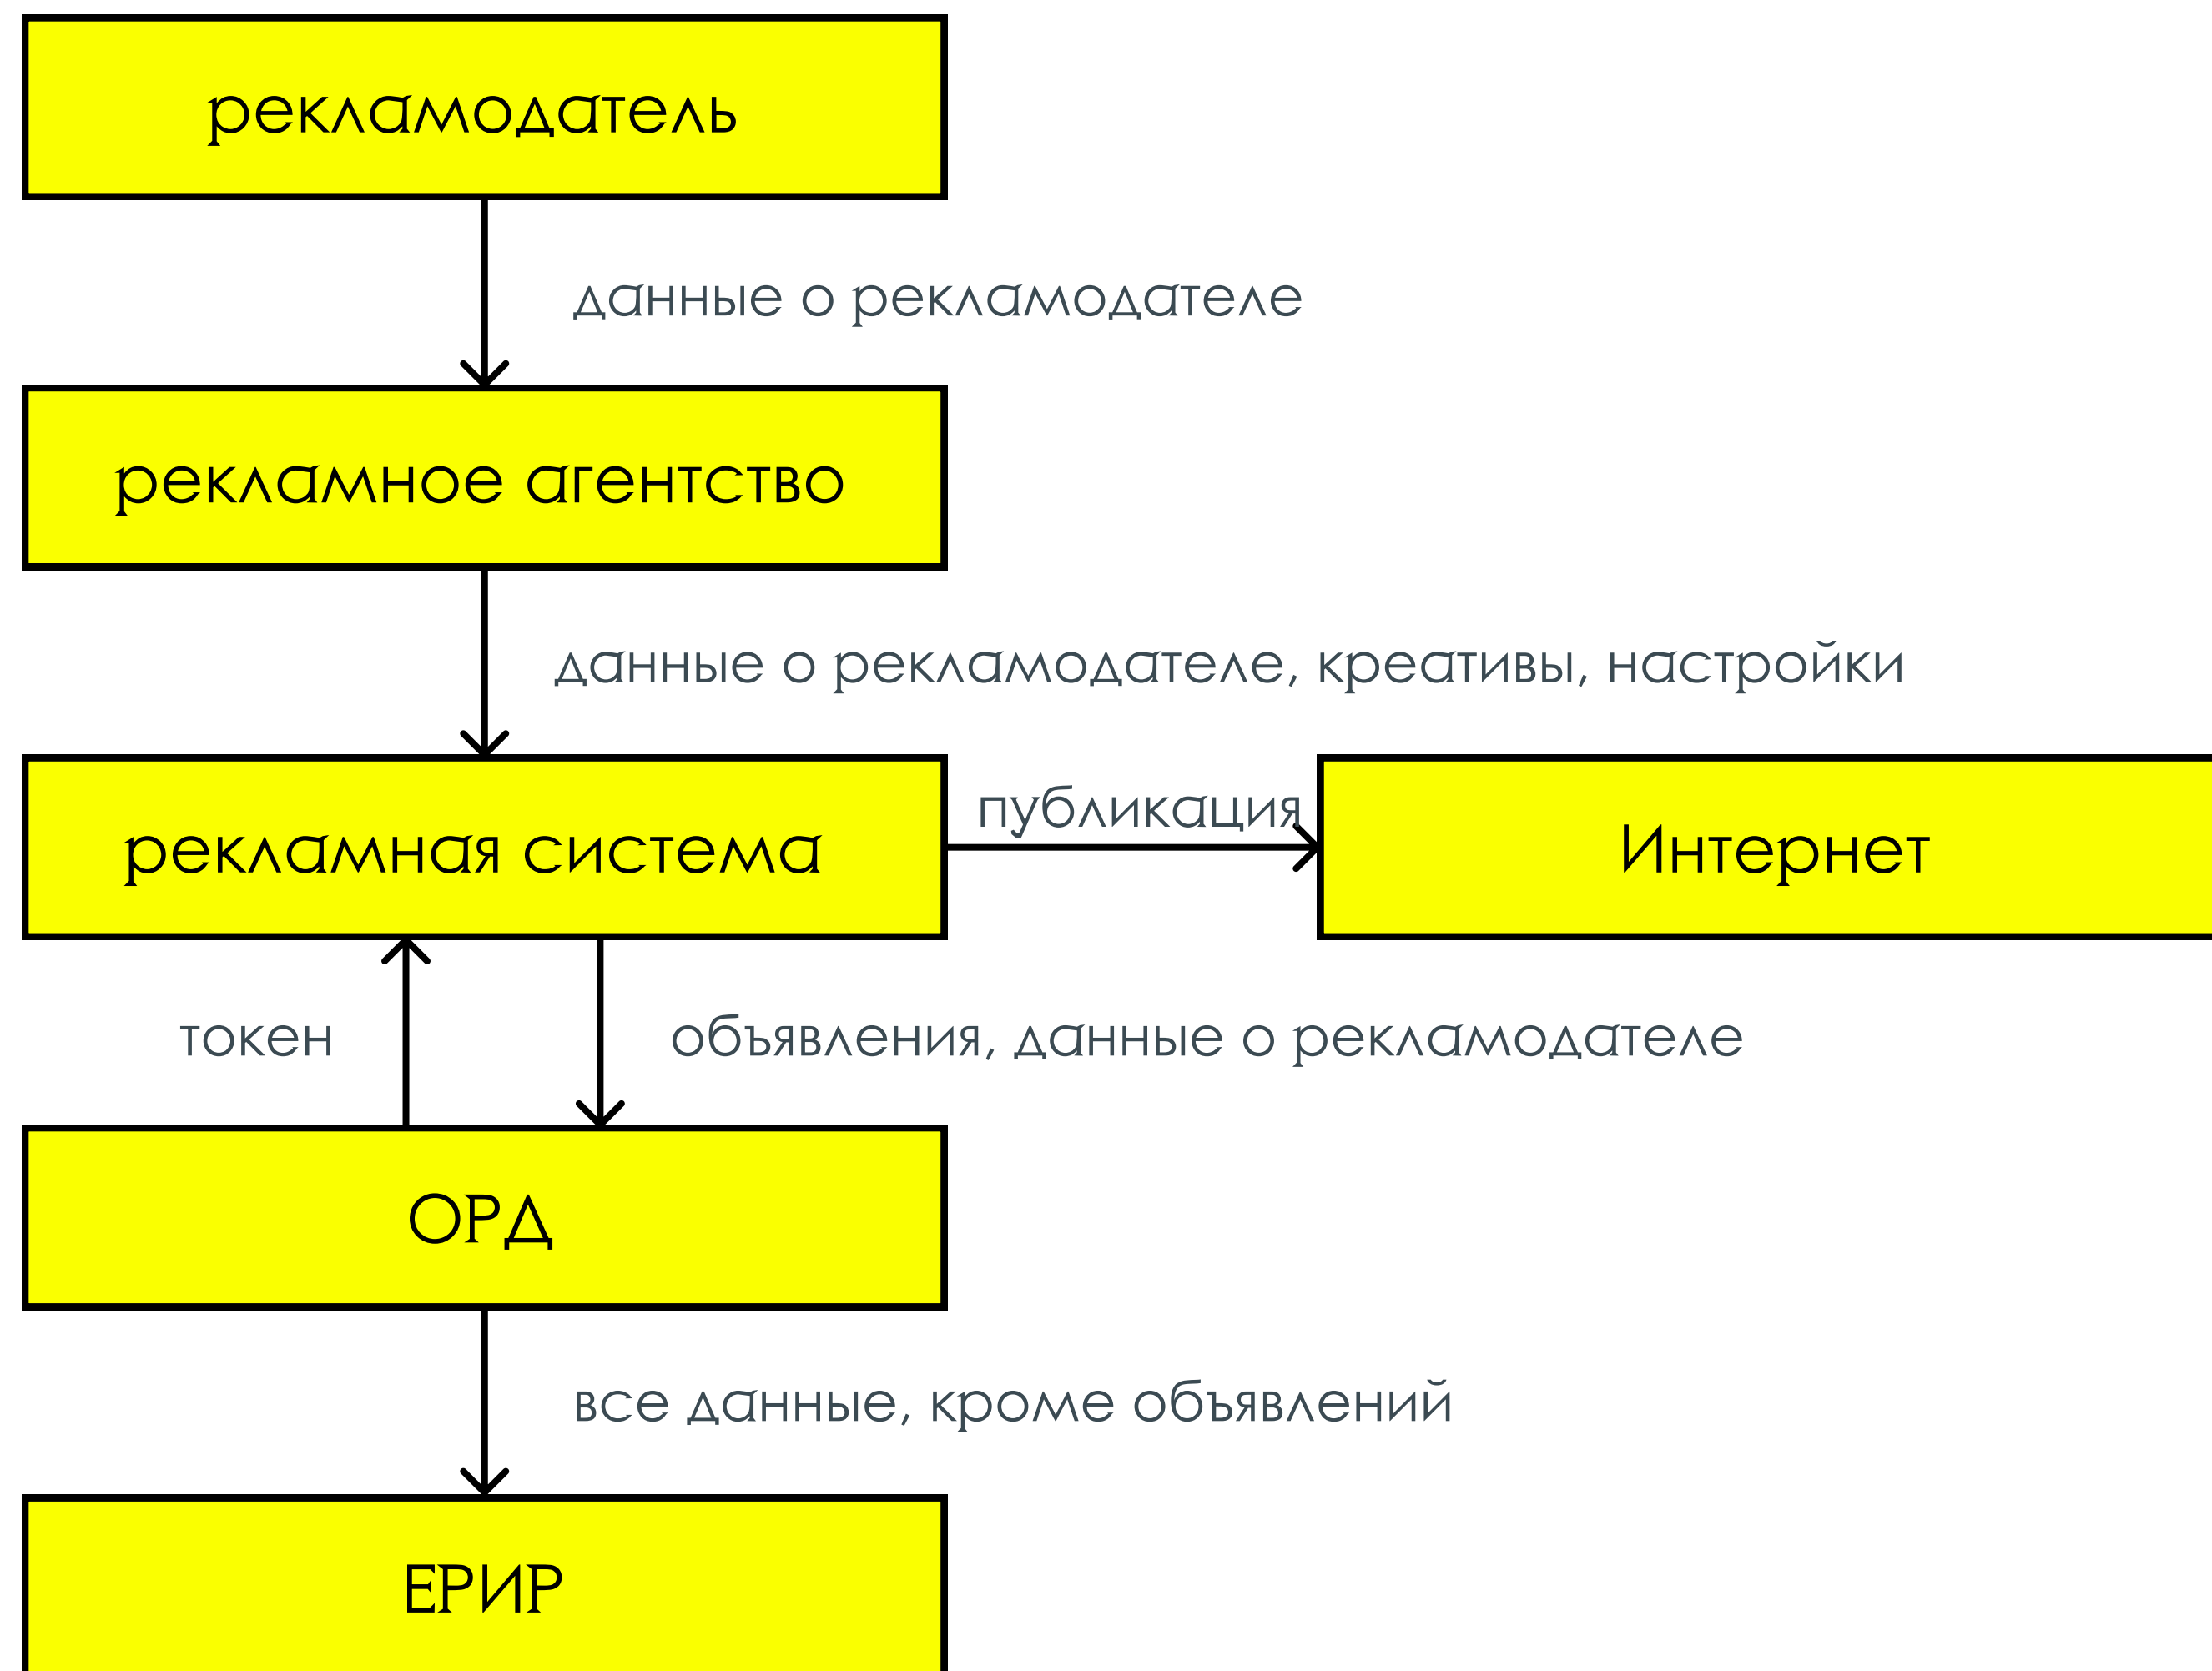 рекламодатель
данные о рекламодателе
рекламное агентство
данные о рекламодателе, креативы, настройки
рекламная система
публикация
Интернет
токен
объявления, данные о рекламодателе
ОРД
все данные, кроме объявлений
ЕРИР